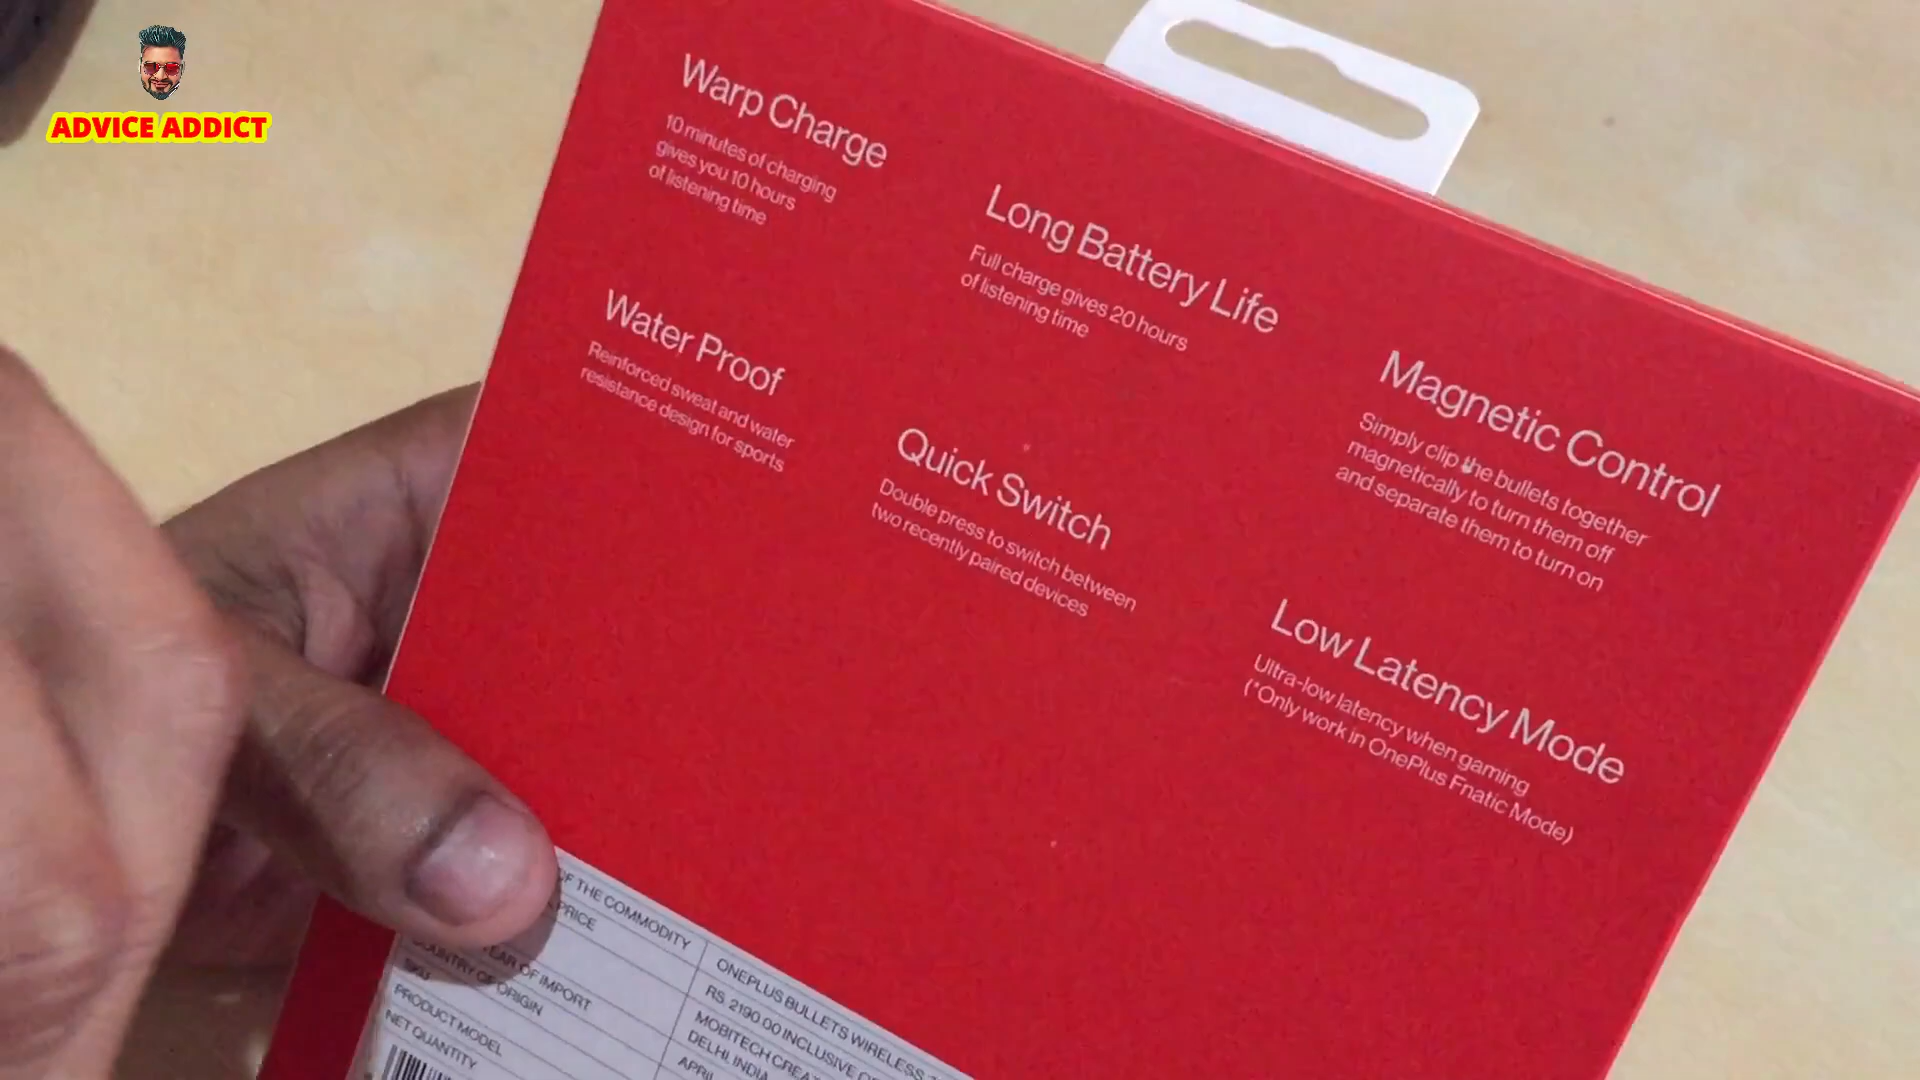 ADVICE ADDICT
Warp Charge
10 minutes of charging
gives you 10 hours
of listening time
Long Battery Life
Full charge gives 20 hours
of listening time
Magnetic Control
Simply clip the bullets together
magnetically to turn them off
and separate them to turn on
Water Proof
Reinforced sweat and water
resistance design for sports
Quick Switch
Double press to switch between
two recently paired devices
Low Latency Mode
Ultra-low latency when gaming
(*Only work in OnePlus Fnatic Mode)
OF THE COMMODITY
ONEPLUS BULLETS WIRELESS
PRICE
RS. 2190.00 INCLUSIVE
OF IMPORT
MOBITECH
COUNTRY OF ORIGIN
DELHI, INDIA
SKU
APRIL
PRODUCT MODEL
NET QUANTITY